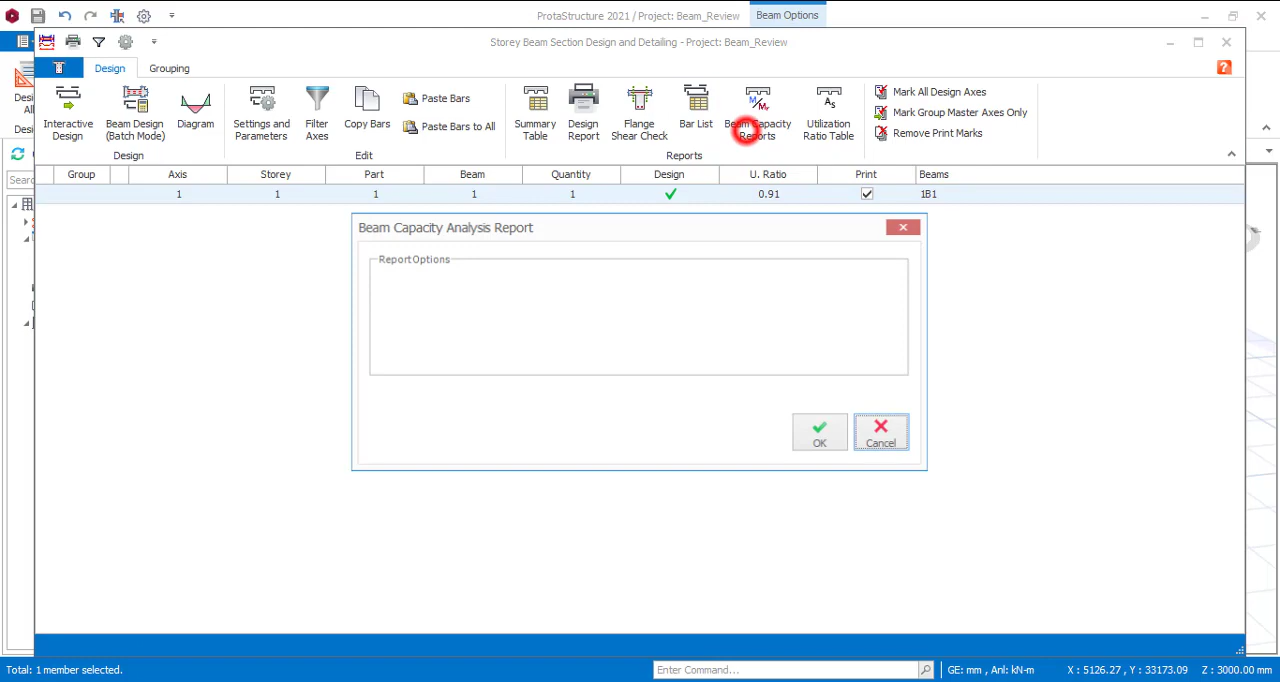 ProtaStructure 2021 / Project: Beam_Review
Beam Options
Storey Beam Section Design and Detailing - Project: Beam_Review
Design
Grouping
Interactive Design
Beam Design (Batch Mode)
Diagram
Settings and Parameters
Filter Axes
Copy Bars
Paste Bars
Paste Bars to All
Summary Table
Design Report
Flange Shear Check
Bar List
Beam Capacity Reports
Utilization Ratio Table
Mark All Design Axes
Mark Group Master Axes Only
Remove Print Marks
Design
Edit
Reports
Group Axis Storey Part Beam Quantity Design U. Ratio Print Beams
1 1 1 1 1 0.91 1B1
Beam Capacity Analysis Report
Report Options
OK
Cancel
Total: 1 member selected.
Enter Command...
GE: mm , Anl: kN-m
X : 5126.27 , Y : 33173.09
Z : 3000.00 mm